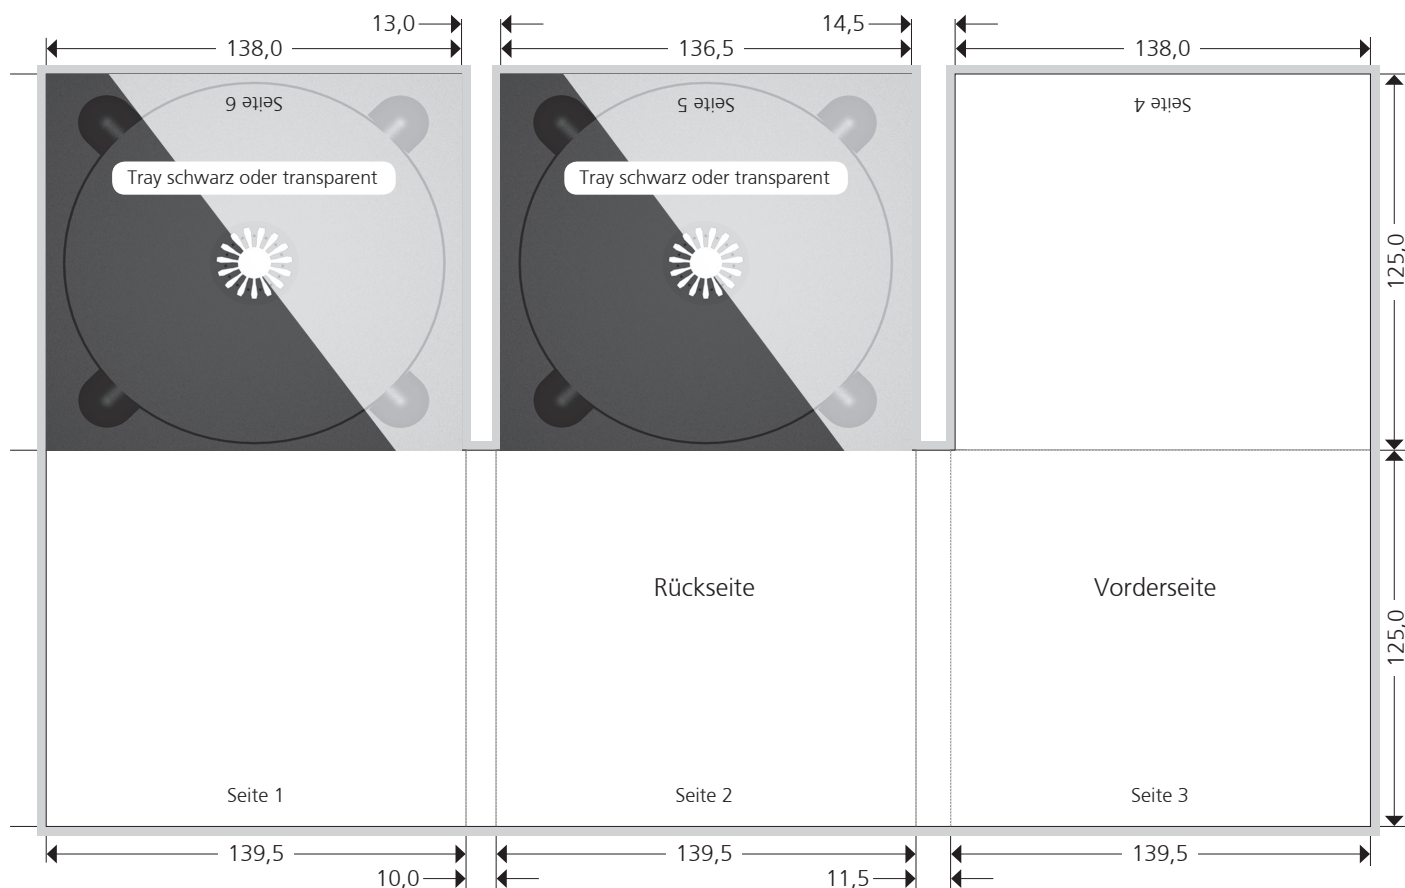 13,0
14,5
138,0
136,5
138,0
Seite 6
Seite 5
Seite 4
Tray schwarz oder transparent
Tray schwarz oder transparent
125,0
Rückseite
Vorderseite
125,0
Seite 1
Seite 2
Seite 3
139,5
139,5
139,5
10,0
11,5